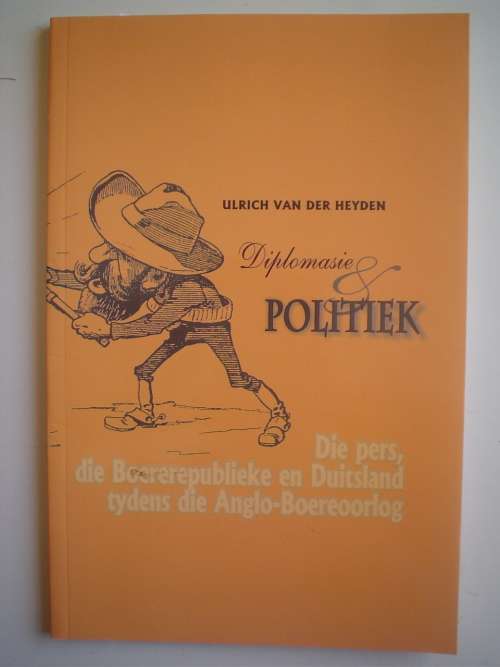 ULRICH VAN DER HEYDEN
Diplomasie
&
POLITIEK
Die pers,
die Boererepublieke en Duitsland
tydens die Anglo-Boereoorlog